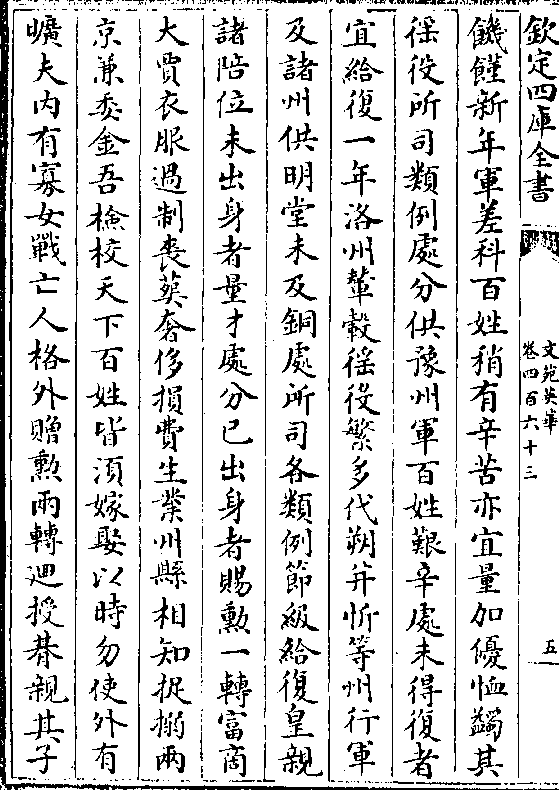 欽定四庫全書
文苑英華
卷四百六十三
五
饑饉新年軍差科百姓稍有辛苦亦宜量加優恤蠲其
徭役所司類例處分供豫州軍百姓艱辛處未得復者
宜給復一年洛州輦轂徭役繁多代朔并忻等州行軍
及諸州供明堂木及銅處所司各類例節級給復皇親
諸陪位未出身者量才處分已出身者賜勲一轉富商
大賈衣服過制喪葬奢侈損費生業州縣相知捉搦兩
京兼委金吾檢校天下百姓皆湏嫁娶以時勿使外有
曠夫内有寡女戰亡人格外贈勲兩轉廻授朞親其子